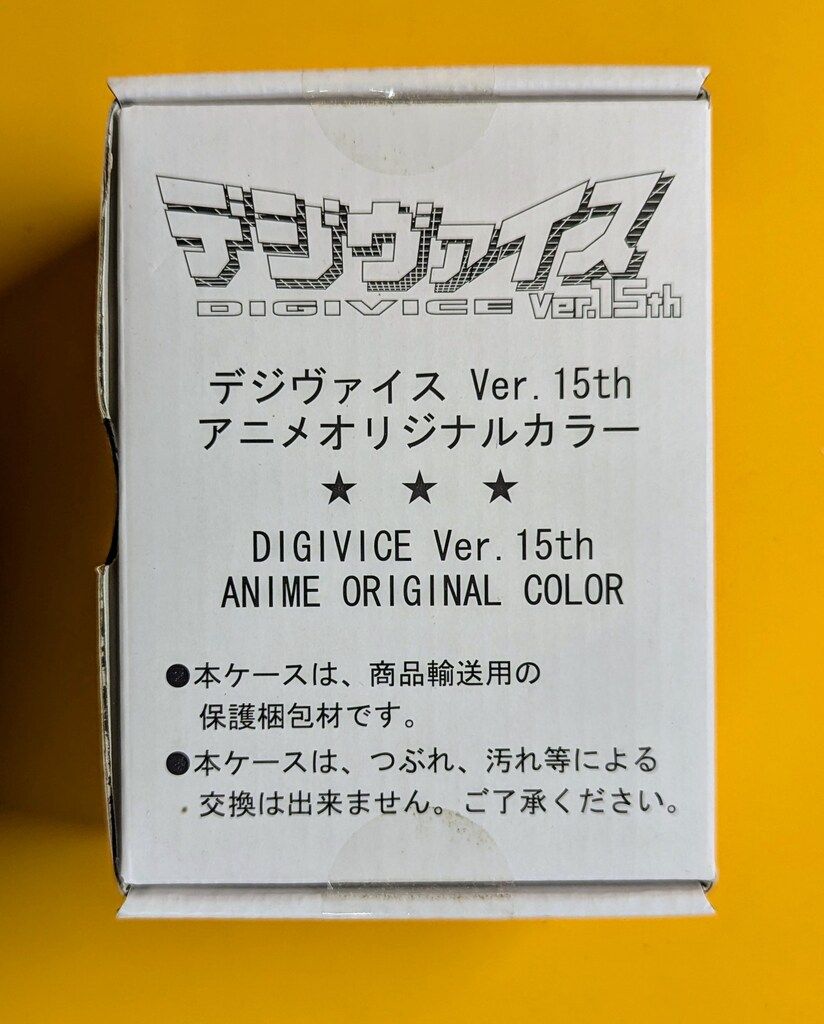 デジヴァイス
DIGIVICE Ver.15th
デジヴァイス Ver.15th
アニメオリジナルカラー
★ ★ ★
DIGIVICE Ver.15th
ANIME ORIGINAL COLOR
●本ケースは、商品輸送用の
保護梱包材です。
●本ケースは、つぶれ、汚れ等による
交換は出来ません。ご了承ください。